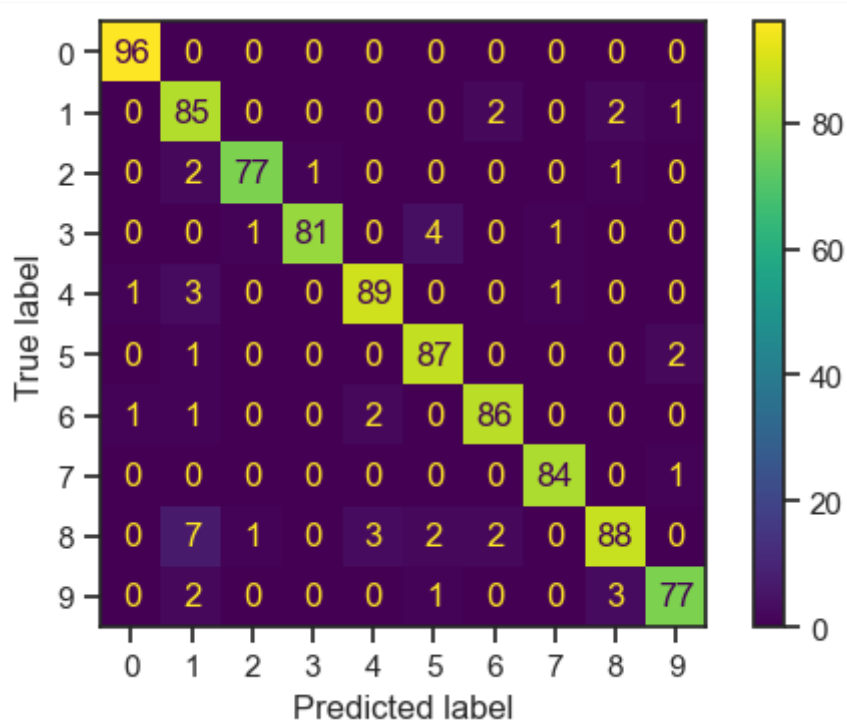 0 96 0 0 0 0 0 0 0 0 0
1 0 85 0 0 0 0 2 0 2 1
80
2 0 2 77 1 0 0 0 0 1 0
3 0 0 1 81 0 4 0 1 0 0
60
True label
4 1 3 0 0 89 0 0 1 0 0
5 0 1 0 0 0 87 0 0 0 2
40
6 1 1 0 0 2 0 86 0 0 0
7 0 0 0 0 0 0 0 84 0 1
20
8 0 7 1 0 3 2 2 0 88 0
9 0 2 0 0 0 1 0 0 3 77
0
0 1 2 3 4 5 6 7 8 9
Predicted label